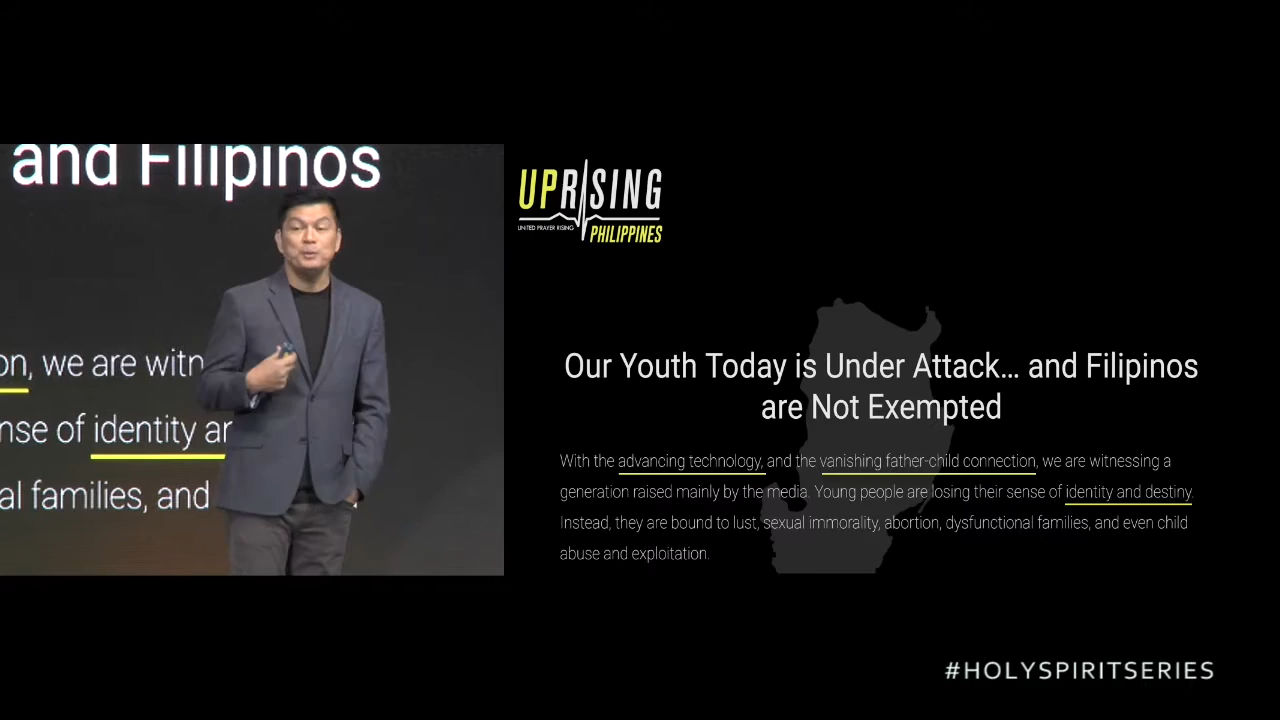 and Filipinos
on, we are witn
nse of identity ar
al families, and
UPRISING
UNITED PRAYER RISING
PHILIPPINES
Our Youth Today is Under Attack... and Filipinos
are Not Exempted
With the advancing technology, and the vanishing father-child connection, we are witnessing a
generation raised mainly by the media. Young people are losing their sense of identity and destiny.
Instead, they are bound to lust, sexual immorality, abortion, dysfunctional families, and even child
abuse and exploitation.
#HOLYSPIRITSERIES